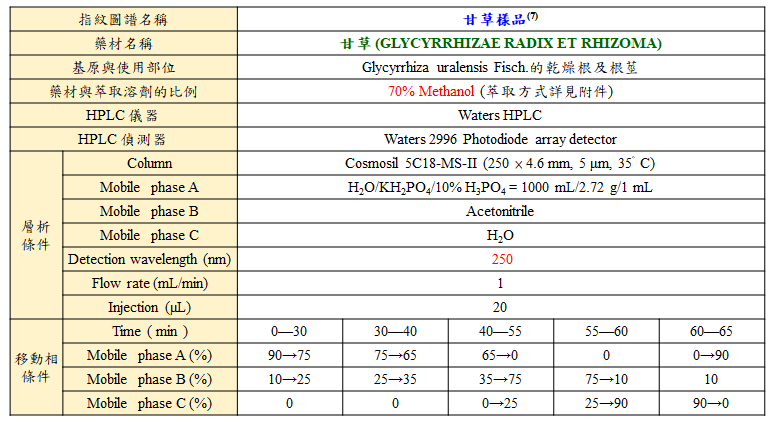 指紋圖譜名稱 甘草樣品(7)
藥材名稱 甘草 (GLYCYRRHIZAE RADIX ET RHIZOMA)
基原與使用部位 Glycyrrhiza uralensis Fisch.的乾燥根及根莖
藥材與萃取溶劑的比例 70% Methanol (萃取方式詳見附件)
HPLC 儀器 Waters HPLC
HPLC 偵測器 Waters 2996 Photodiode array detector
層析條件 Column Cosmosil 5C18-MS-II (250 × 4.6 mm, 5 μm, 35° C)
Mobile phase A H₂O/KH₂PO₄/10% H₃PO₄ = 1000 mL/2.72 g/1 mL
Mobile phase B Acetonitrile
Mobile phase C H₂O
Detection wavelength (nm) 250
Flow rate (mL/min) 1
Injection (μL) 20
移動相條件 Time ( min ) 0—30 30—40 40—55 55—60 60—65
Mobile phase A (%) 90→75 75→65 65→0 0 0→90
Mobile phase B (%) 10→25 25→35 35→75 75→10 10
Mobile phase C (%) 0 0 0→25 25→90 90→0